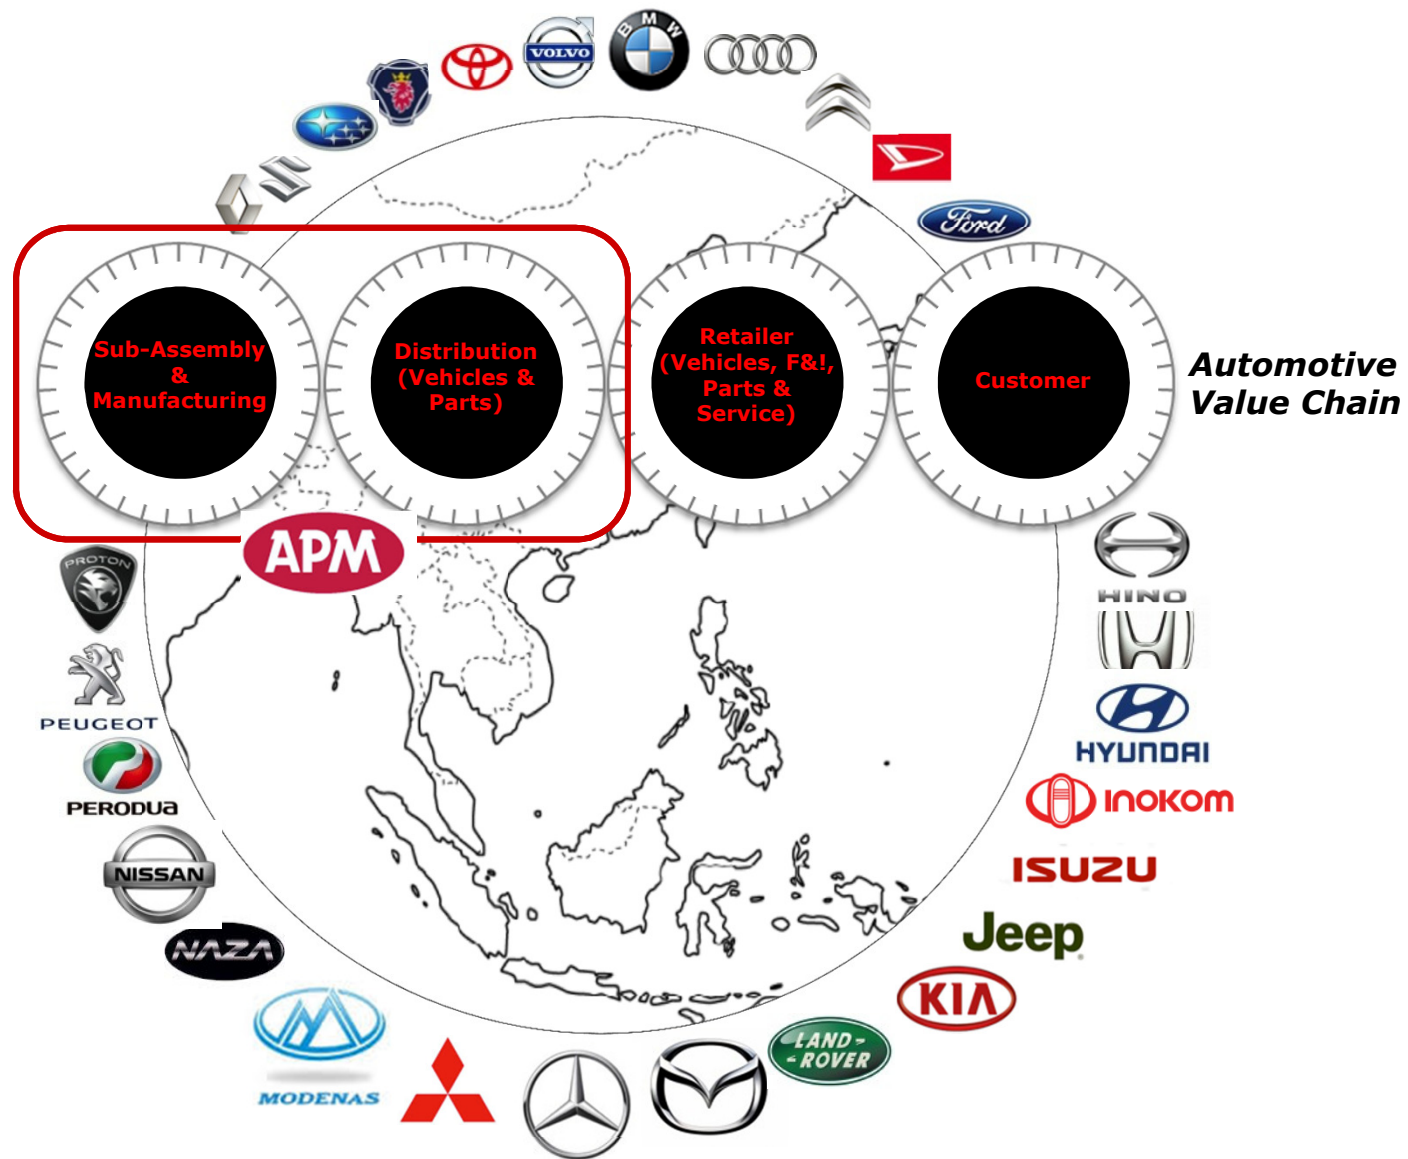 VOLVO
BMW
Ford
Sub-Assembly
&
Manufacturing
Distribution
(Vehicles &
Parts)
Retailer
(Vehicles, F&!,
Parts &
Service)
Customer
Automotive
Value Chain
APM
PROTON
HINO
PEUGEOT
HYUNDAI
PERODUA
INOKOM
NISSAN
ISUZU
NAZA
Jeep
KIA
MODENAS
LAND
ROVER